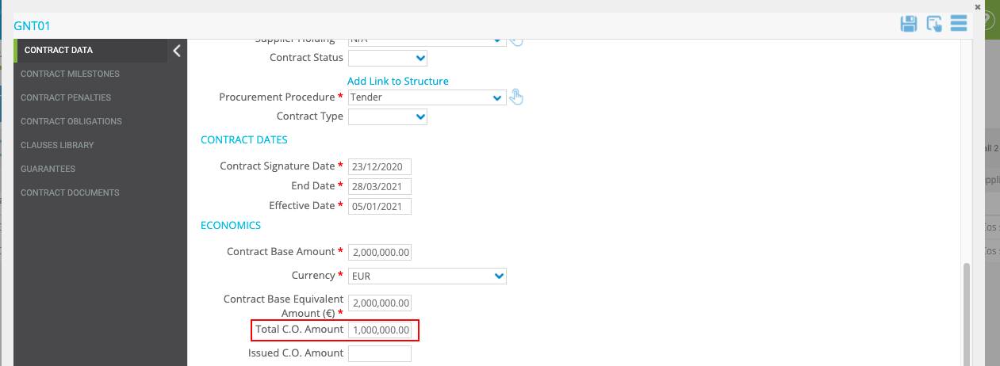 GNT01
CONTRACT DATA
CONTRACT MILESTONES
CONTRACT PENALTIES
CONTRACT OBLIGATIONS
CLAUSES LIBRARY
GUARANTEES
CONTRACT DOCUMENTS
Supplier Holding N/A
Contract Status
Add Link to Structure
Procurement Procedure * Tender
Contract Type
CONTRACT DATES
Contract Signature Date * 23/12/2020
End Date * 28/03/2021
Effective Date * 05/01/2021
ECONOMICS
Contract Base Amount * 2,000,000.00
Currency * EUR
Contract Base Equivalent
Amount (€) * 2,000,000.00
Total C.O. Amount 1,000,000.00
Issued C.O. Amount